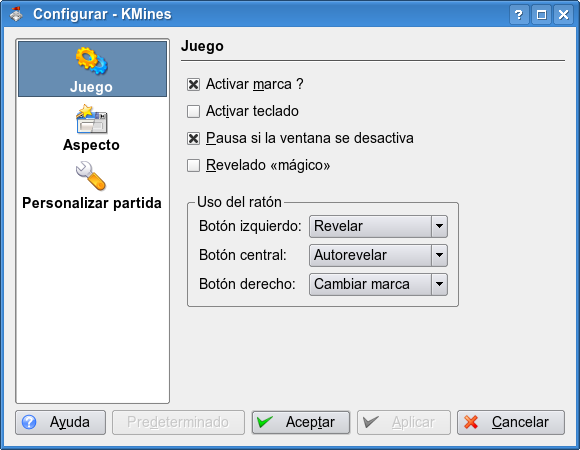 Configurar - KMines
Juego
Aspecto
Personalizar partida
Juego
Activar marca ?
Activar teclado
Pausa si la ventana se desactiva
Revelado «mágico»
Uso del ratón
Botón izquierdo: Revelar
Botón central: Autorevelar
Botón derecho: Cambiar marca
Ayuda Predeterminado Aceptar Aplicar Cancelar